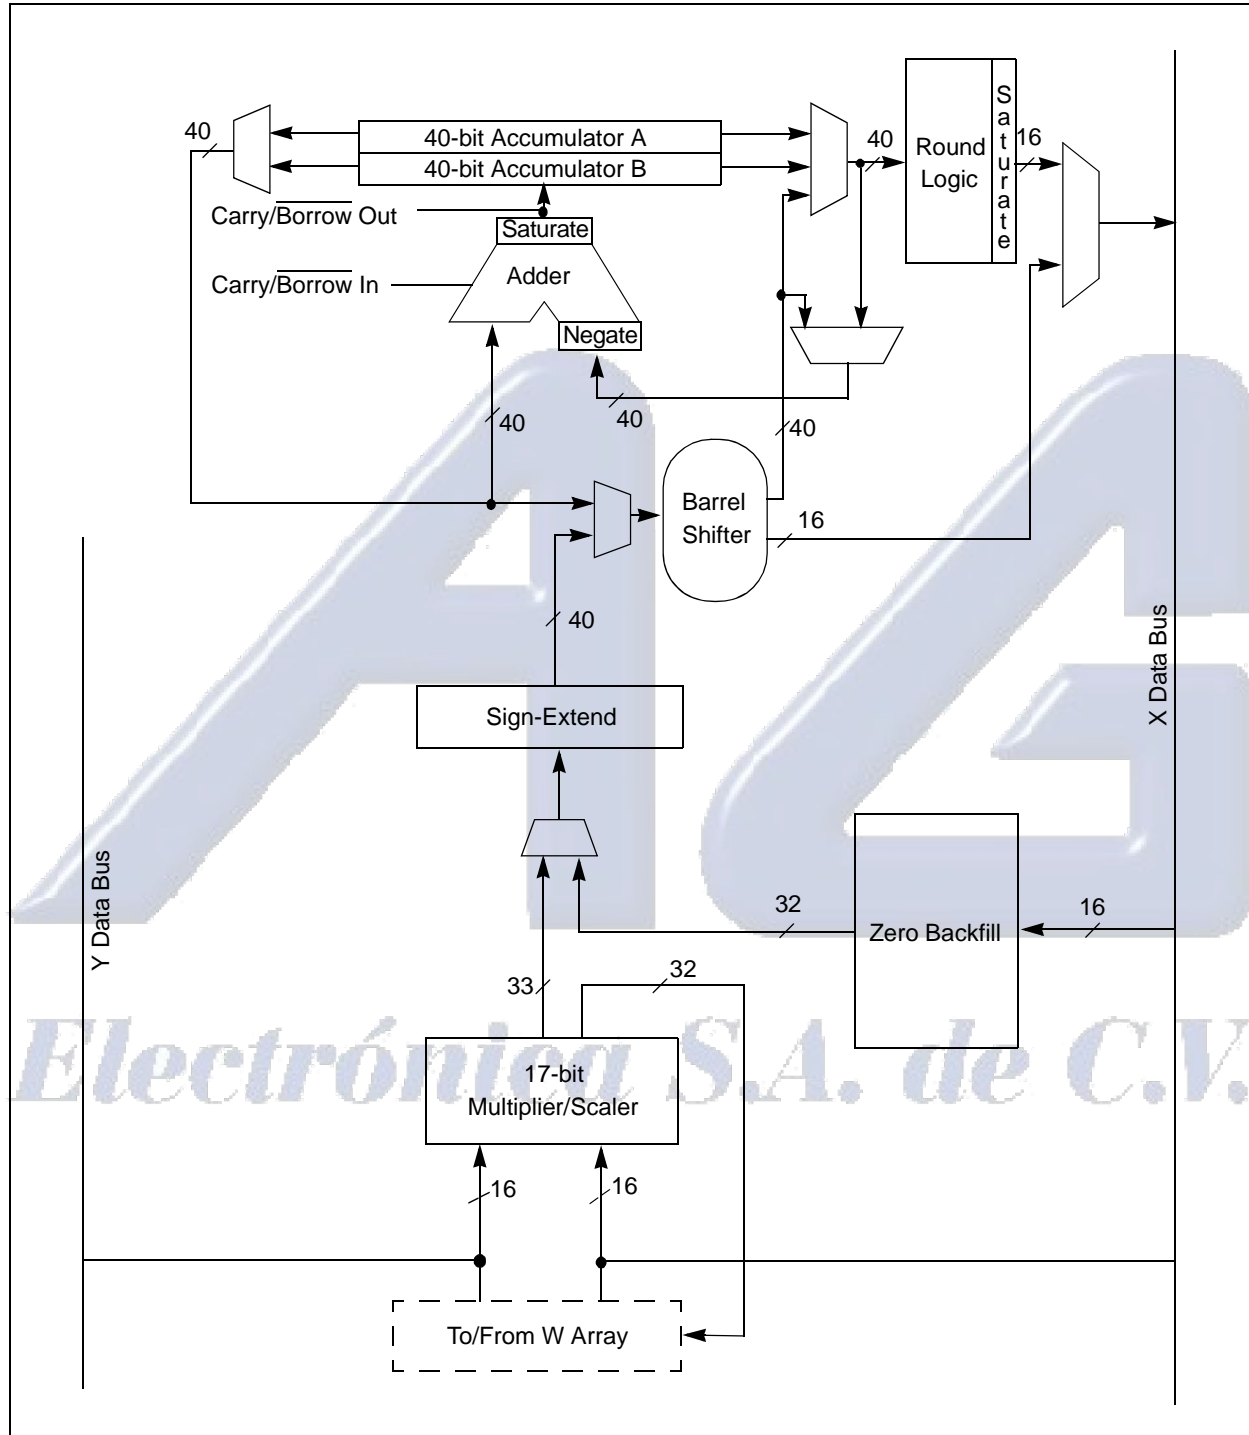 40
40-bit Accumulator A
40-bit Accumulator B
40
Round
Logic
Saturate
16
Carry/Borrow Out
Saturate
Carry/Borrow In
Adder
Negate
40
40
40
Barrel
Shifter
16
40
X Data Bus
Sign-Extend
Y Data Bus
32
Zero Backfill
16
33
32
Electrónica S.A. de C.V.
17-bit
Multiplier/Scaler
16
16
To/From W Array
AG